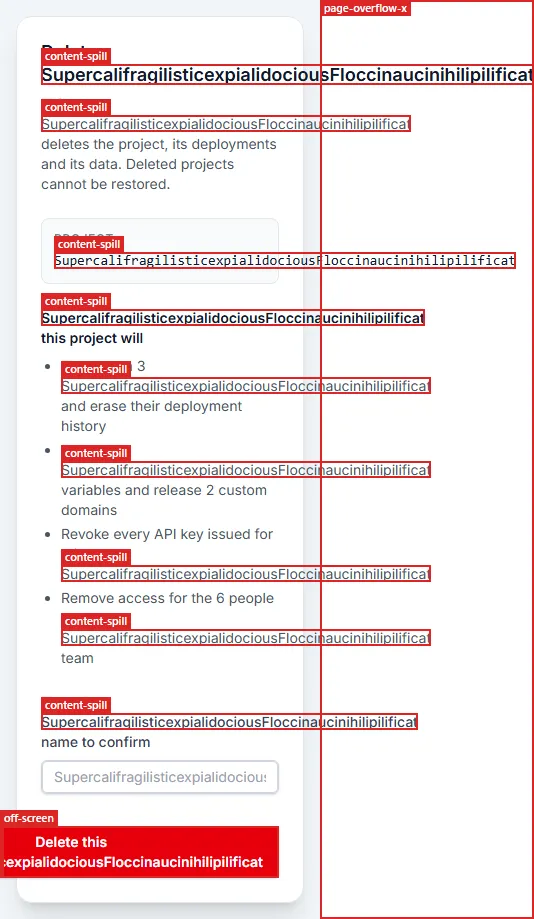 page-overflow-x
content-spill
SupercalifragilisticexpialidociousFloccinaucinihilipilificat
content-spill
SupercalifragilisticexpialidociousFloccinaucinihilipilificat
deletes the project, its deployments
and its data. Deleted projects
cannot be restored.
content-spill
SupercalifragilisticexpialidociousFloccinaucinihilipilificat
content-spill
SupercalifragilisticexpialidociousFloccinaucinihilipilificat
this project will
content-spill 3
SupercalifragilisticexpialidociousFloccinaucinihilipilificat
and erase their deployment
history
content-spill
SupercalifragilisticexpialidociousFloccinaucinihilipilificat
variables and release 2 custom
domains
Revoke every API key issued for
content-spill
SupercalifragilisticexpialidociousFloccinaucinihilipilificat
Remove access for the 6 people
content-spill
SupercalifragilisticexpialidociousFloccinaucinihilipilificat
team
content-spill
SupercalifragilisticexpialidociousFloccinaucinihilipilificat
name to confirm
Supercalifragilisticexpialidocious
off-screen
Delete this
cexpialidociousFloccinaucinihilipilificat